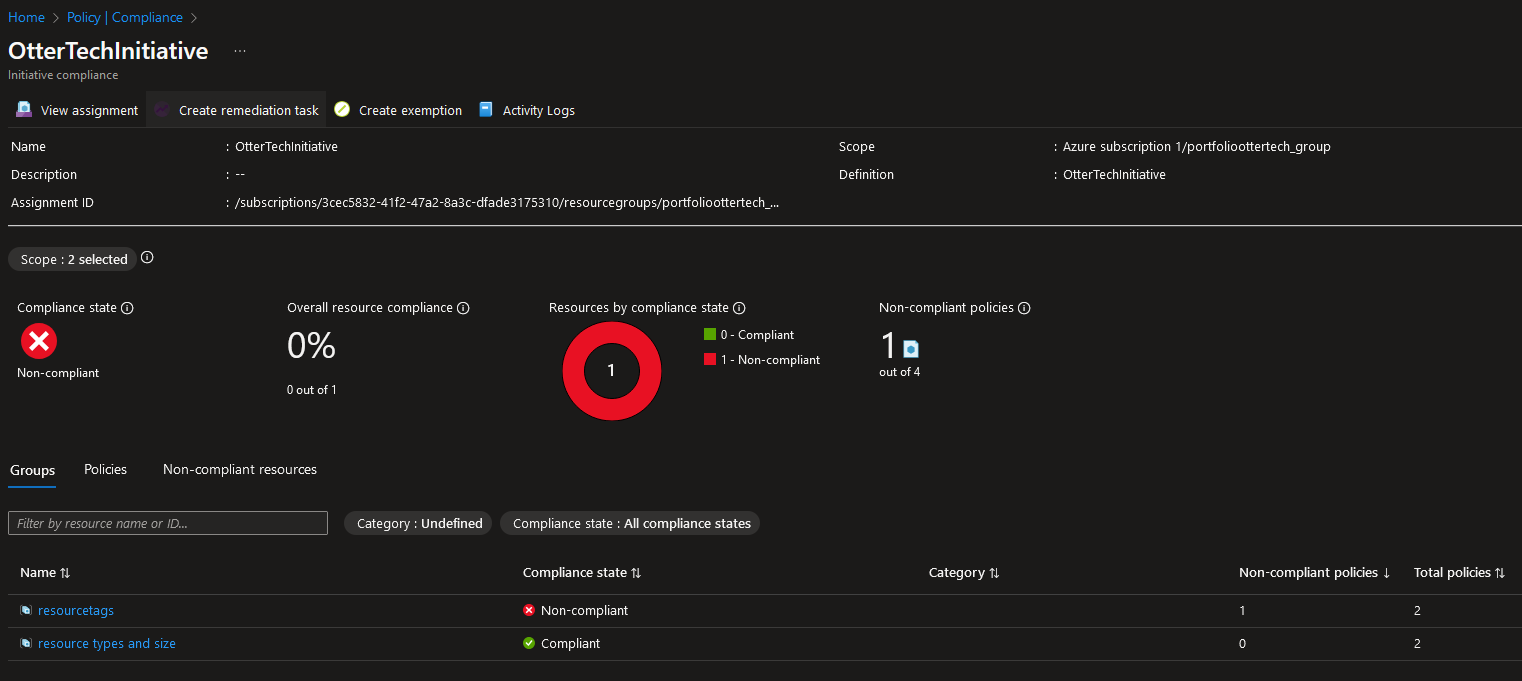 Home > Policy | Compliance >
OtterTechInitiative ...
Initiative compliance
View assignment Create remediation task Create exemption Activity Logs
Name : OtterTechInitiative Scope : Azure subscription 1/portfolioottertech_group
Description : -- Definition : OtterTechInitiative
Assignment ID : /subscriptions/3cec5832-41f2-47a2-8a3c-dfade3175310/resourcegroups/portfolioottertech_...
Scope : 2 selected
Compliance state Overall resource compliance Resources by compliance state Non-compliant policies
0% 1 0 - Compliant 1
1 - Non-compliant
Non-compliant 0 out of 1 out of 4
Groups Policies Non-compliant resources
Filter by resource name or ID... Category : Undefined Compliance state : All compliance states
Name ↑↓ Compliance state ↑↓ Category ↑↓ Non-compliant policies ↓ Total policies ↑↓
resourcetags Non-compliant 1 2
resource types and size Compliant 0 2